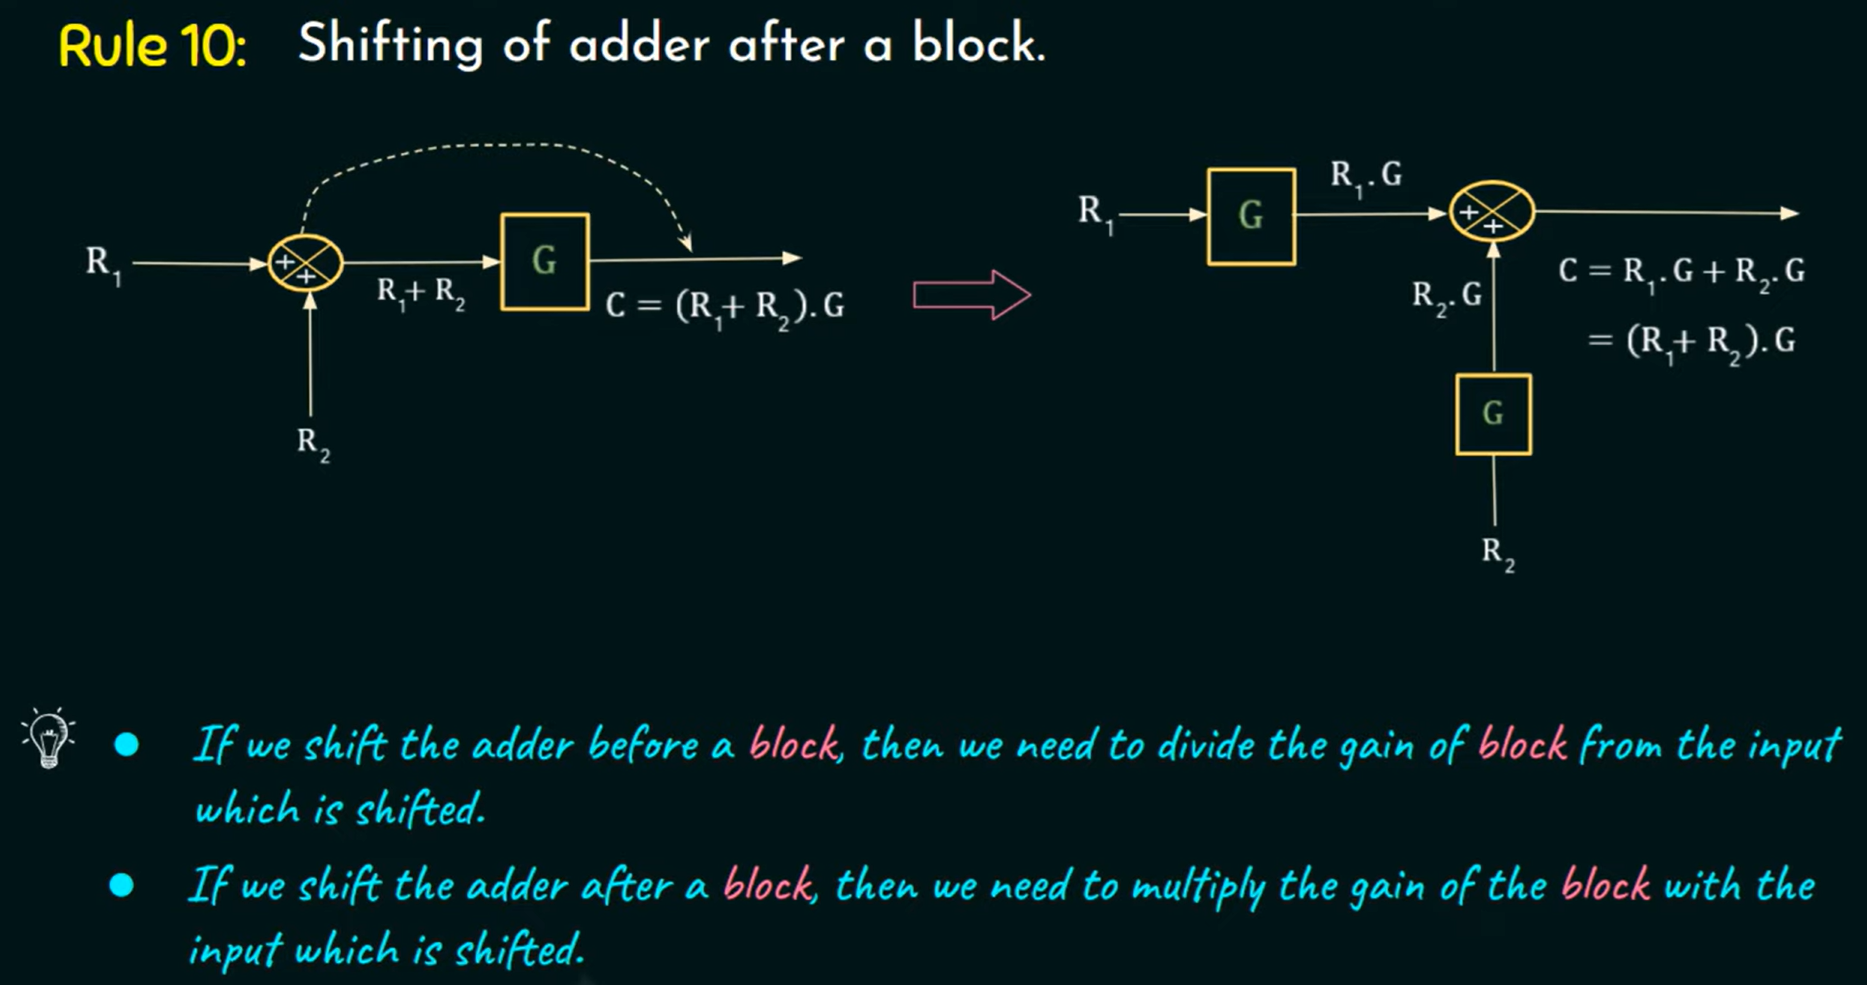 Rule 10: Shifting of adder after a block.
R₁
+
+
R₂
R₁+ R₂
G
C = (R₁+ R₂). G
R₁
G
R₁. G
+
+
R₂. G
G
R₂
C = R₁. G + R₂. G
= (R₁+ R₂). G
If we shift the adder before a block, then we need to divide the gain of block from the input
which is shifted.
If we shift the adder after a block, then we need to multiply the gain of the block with the
input which is shifted.